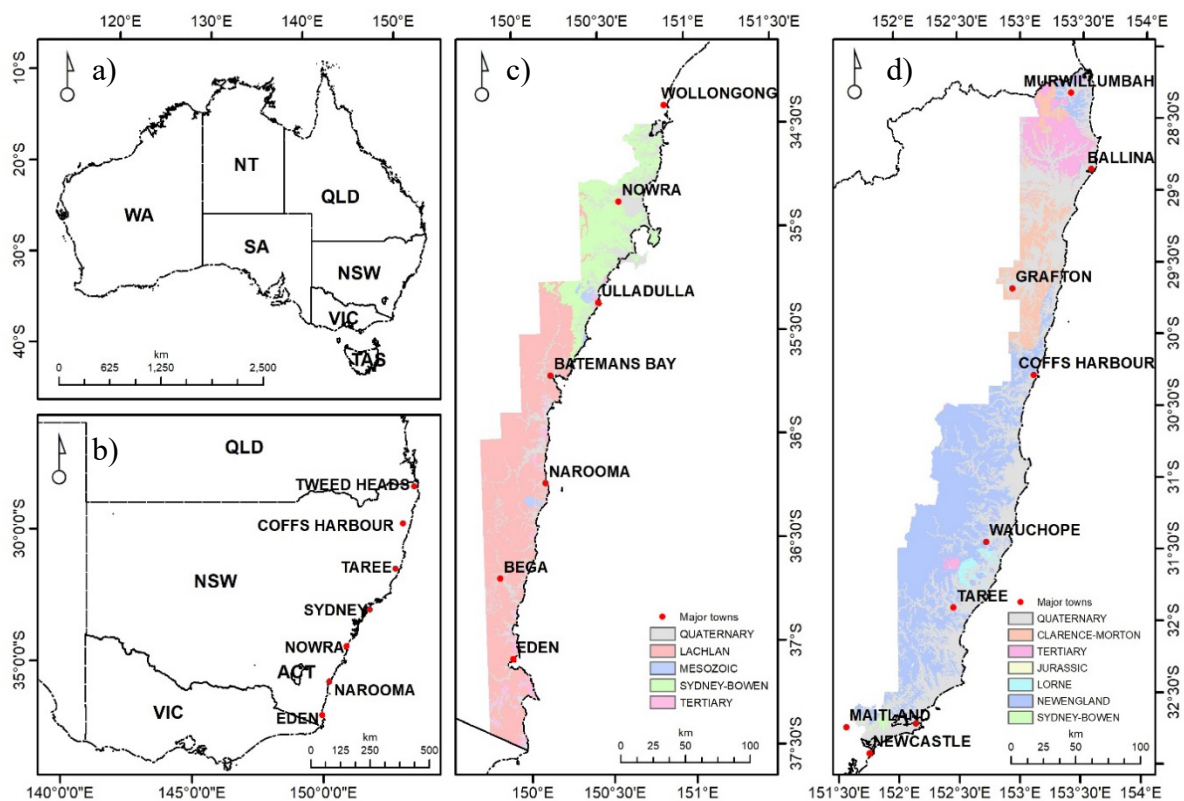 120°E 130°E 140°E 150°E
10°S
20°S
30°S
40°S
a)
NT
QLD
WA
SA
NSW
VIC
TAS
km
0 625 1,250 2,500
b)
QLD
TWEED HEADS
COFFS HARBOUR
NSW
TAREE
SYDNEY
NOWRA
ACT
NAROOMA
VIC
EDEN
km
0 125 250 500
30°0'0"S
35°0'0"S
140°0'0"E 145°0'0"E 150°0'0"E
150°E 150°30'E 151°E 151°30'E
c)
WOLLONGONG
NOWRA
ULLADULLA
BATEMANS BAY
NAROOMA
BEGA
EDEN
Major towns
QUATERNARY
LACHLAN
MESOZOIC
SYDNEY-BOWEN
TERTIARY
km
0 25 50 100
34°30'S
35°S
35°30'S
36°S
36°30'S
37°S
37°30'S
150°E 150°30'E 151°E
152°E 152°30'E 153°E 153°30'E 154°E
d)
MURWILLUMBAH
BALLINA
GRAFTON
COFFS HARBOUR
WAUCHOPE
TAREE
MAITLAND
NEWCASTLE
Major towns
QUATERNARY
CLARENCE-MORTON
TERTIARY
JURASSIC
LORNE
NEWENGLAND
SYDNEY-BOWEN
km
0 25 50 100
28°30'S
29°S
29°30'S
30°S
30°30'S
31°S
31°30'S
32°S
32°30'S
151°30'E 152°E 152°30'E 153°E 153°30'E